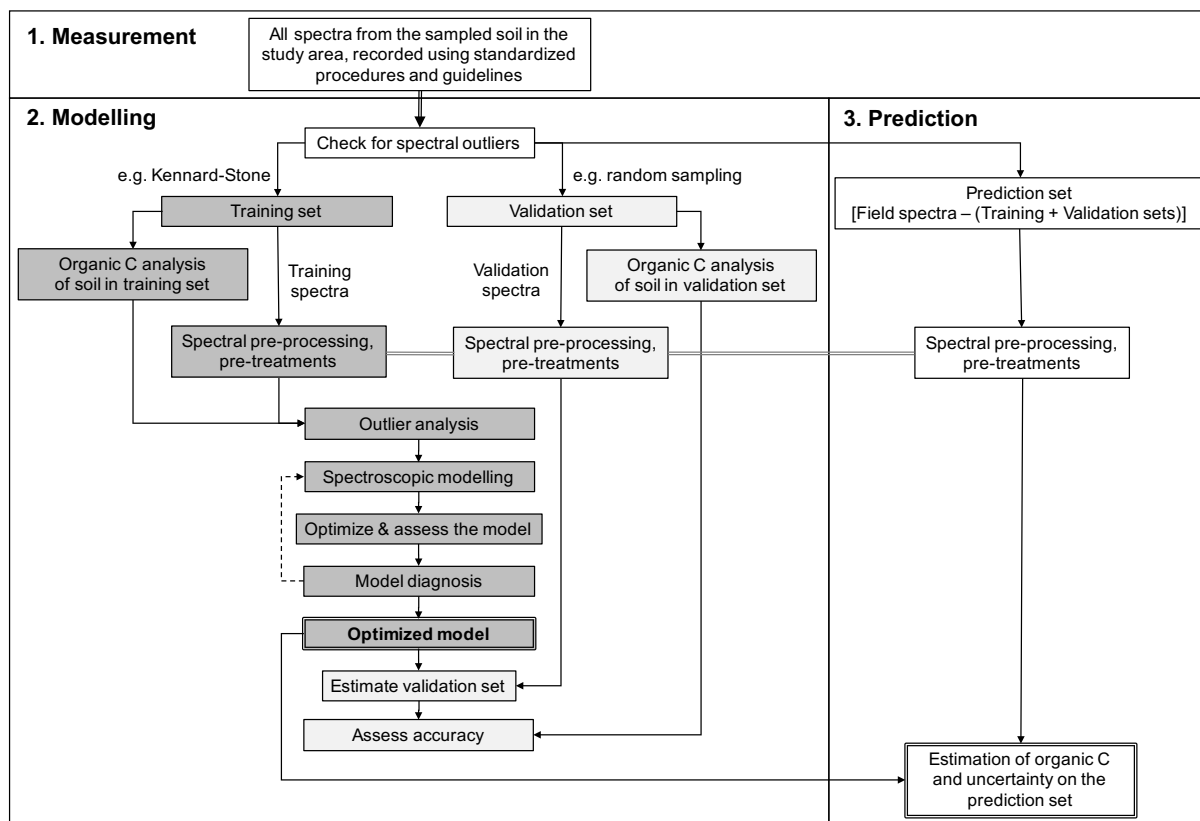 1. Measurement
All spectra from the sampled soil in the
study area, recorded using standardized
procedures and guidelines
2. Modelling
3. Prediction
Check for spectral outliers
e.g. Kennard-Stone
e.g. random sampling
Training set
Validation set
Prediction set
[Field spectra – (Training + Validation sets)]
Organic C analysis
of soil in training set
Training
spectra
Validation
spectra
Organic C analysis
of soil in validation set
Spectral pre-processing,
pre-treatments
Spectral pre-processing,
pre-treatments
Spectral pre-processing,
pre-treatments
Outlier analysis
Spectroscopic modelling
Optimize & assess the model
Model diagnosis
Optimized model
Estimate validation set
Assess accuracy
Estimation of organic C
and uncertainty on the
prediction set